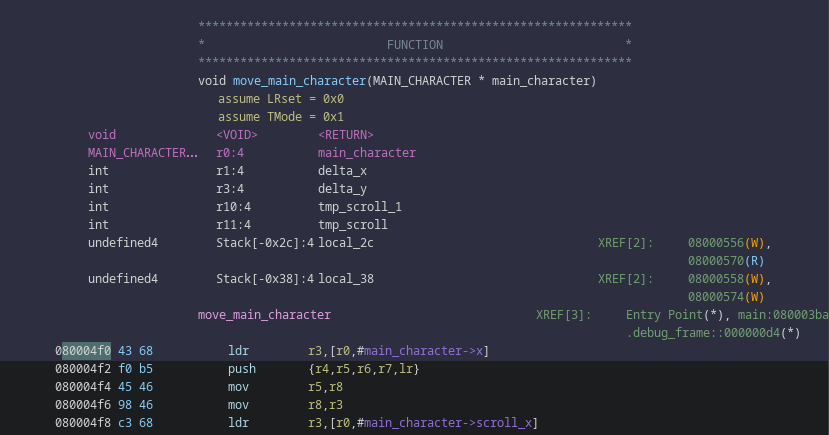 **************************************************************
* FUNCTION *
**************************************************************
void move_main_character(MAIN_CHARACTER * main_character)
assume LRset = 0x0
assume TMode = 0x1
void <VOID> <RETURN>
MAIN_CHARACTER... r0:4 main_character
int r1:4 delta_x
int r3:4 delta_y
int r10:4 tmp_scroll_1
int r11:4 tmp_scroll
undefined4 Stack[-0x2c]:4 local_2c XREF[2]: 08000556(W),
08000570(R)
undefined4 Stack[-0x38]:4 local_38 XREF[2]: 08000558(W),
08000574(W)
move_main_character XREF[3]: Entry Point(*), main:080003ba
.debug_frame::000000d4(*)
080004f0 43 68 ldr r3,[r0,#main_character->x]
080004f2 f0 b5 push {r4,r5,r6,r7,lr}
080004f4 45 46 mov r5,r8
080004f6 98 46 mov r8,r3
080004f8 c3 68 ldr r3,[r0,#main_character->scroll_x]